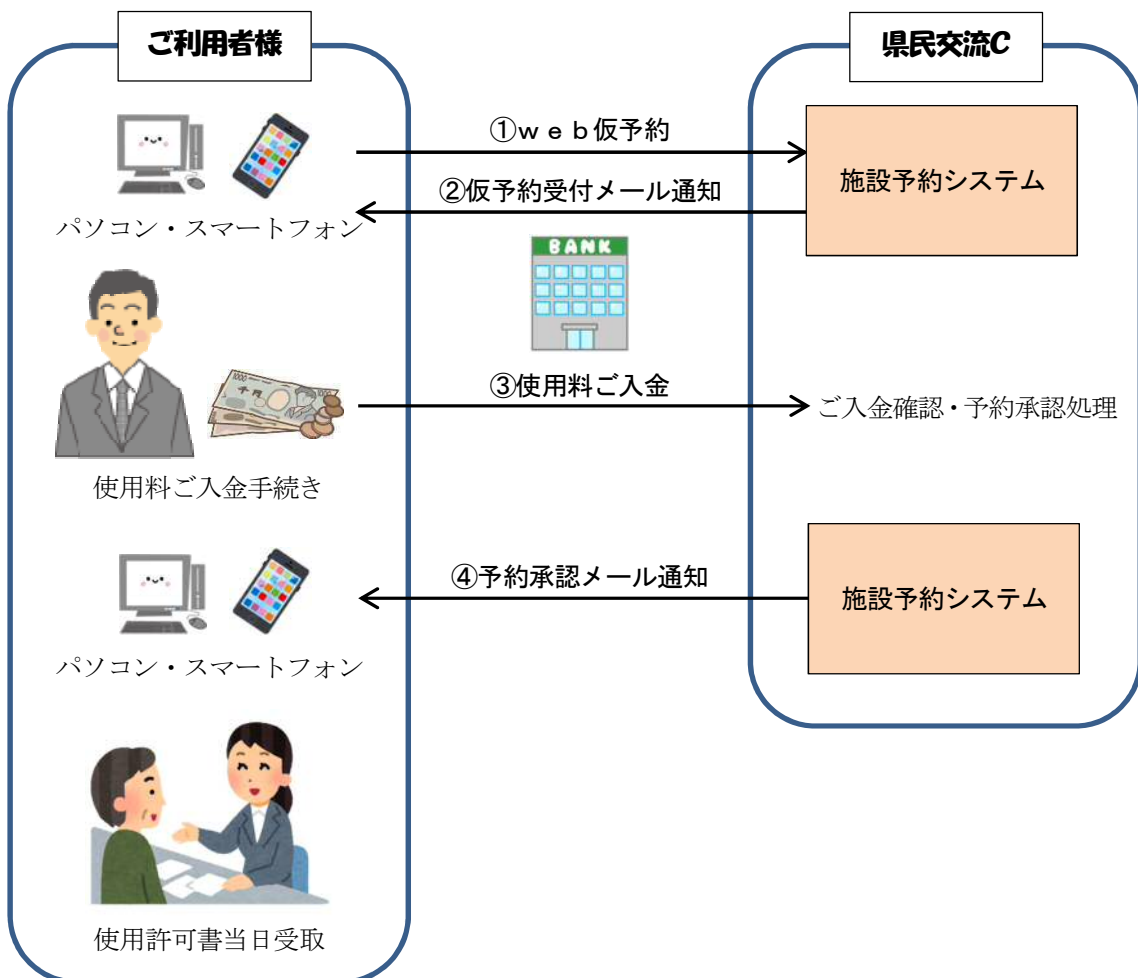 ご利用者様
県民交流C
①ｗｅｂ仮予約
施設予約システム
②仮予約受付メール通知
パソコン・スマートフォン
BANK
③使用料ご入金
ご入金確認・予約承認処理
使用料ご入金手続き
④予約承認メール通知
施設予約システム
パソコン・スマートフォン
使用許可書当日受取